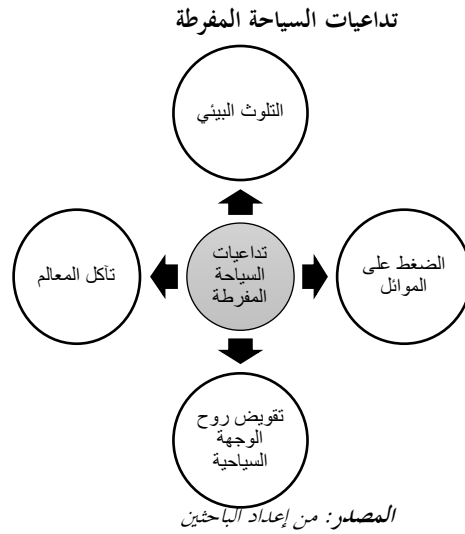 تداعيات السياحة المفرطة
التلوث البيئي
الضغط على
الموائل
تداعيات
السياحة
المفرطة
تآكل المعالم
تقويض روح
الوجهة
السياحية
المصدر: من إعداد الباحثين